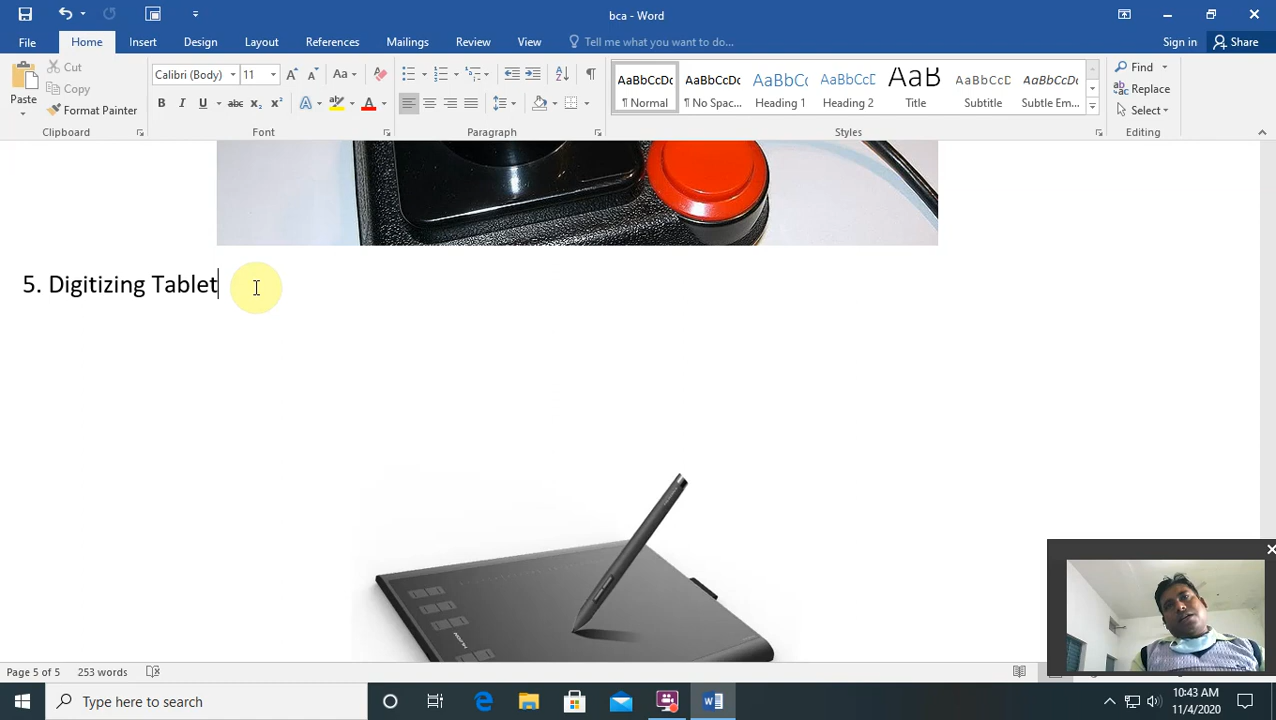 bca - Word
File
Home
Insert
Design
Layout
References
Mailings
Review
View
Tell me what you want to do...
Sign in
Share
Paste
Cut
Copy
Format Painter
Clipboard
Calibri (Body)
11
Font
Paragraph
AaBbCcDc
¶ Normal
AaBbCcDc
¶ No Spac...
AaBbCc
Heading
AaBbCcD
Heading 2
AaB
Title
AaBbCcD
Subtitle
AaBbCcDc
Subtle Em...
Styles
Find
Replace
Select
Editing
5. Digitizing Tablet
HUION
Page 5 of 5
253 words
Type here to search
10:43 AM
11/4/2020